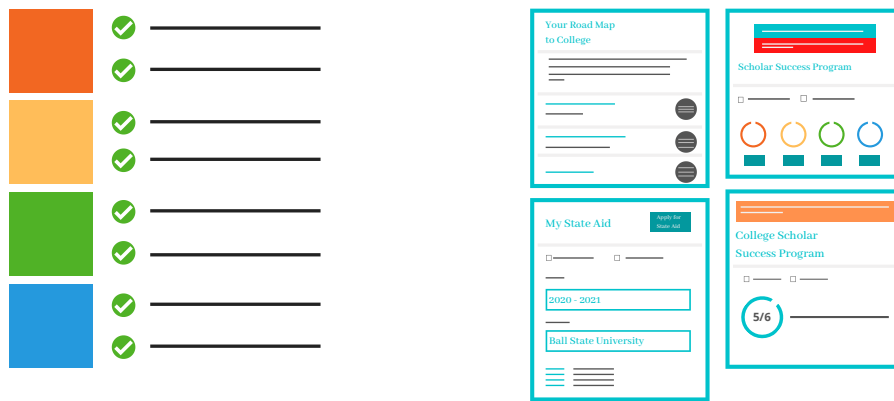 Your Road Map
to College
Scholar Success Program
My State Aid
Apply for
State Aid
2020 - 2021
Ball State University
College Scholar
Success Program
5/6